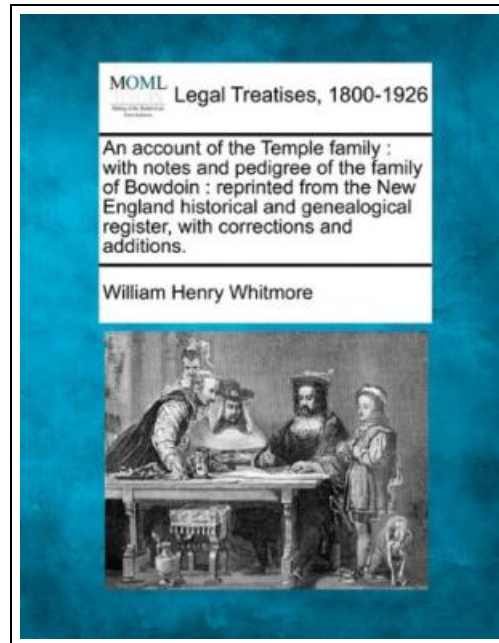 MOML
Legal Treatises, 1800-1926
An account of the Temple family :
with notes and pedigree of the family
of Bowdoin : reprinted from the New
England historical and genealogical
register, with corrections and
additions.
William Henry Whitmore